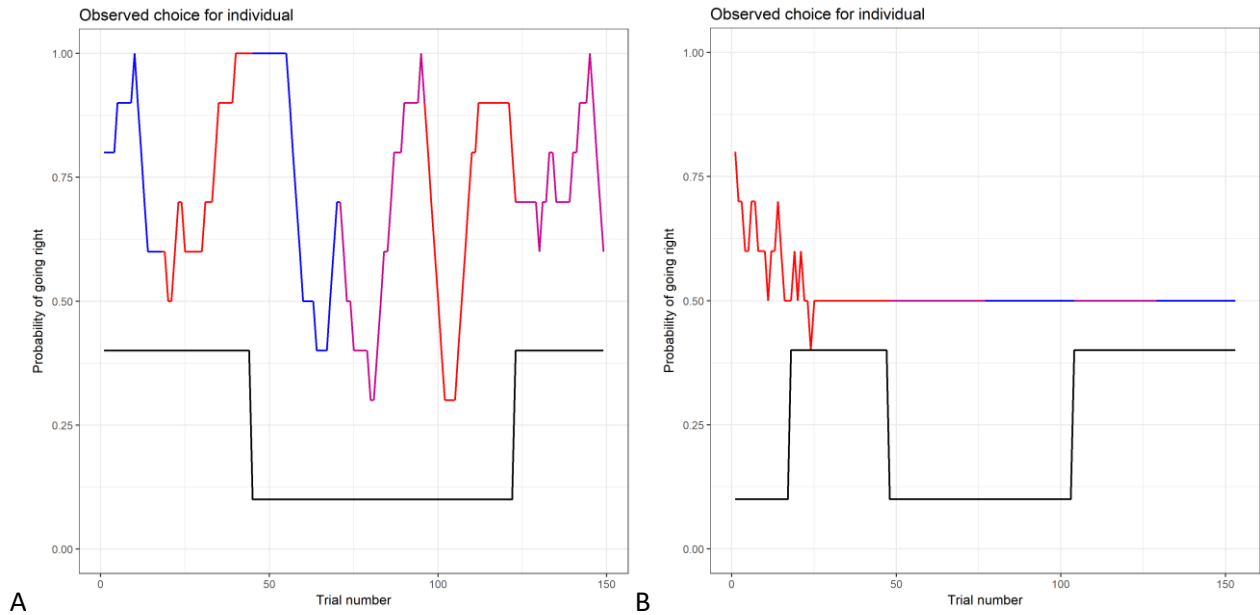 Observed choice for individual
Probability of going right
1.00
0.75
0.50
0.25
0.00
0
50
100
150
Trial number
A
Observed choice for individual
Probability of going right
1.00
0.75
0.50
0.25
0.00
0
50
100
150
Trial number
B